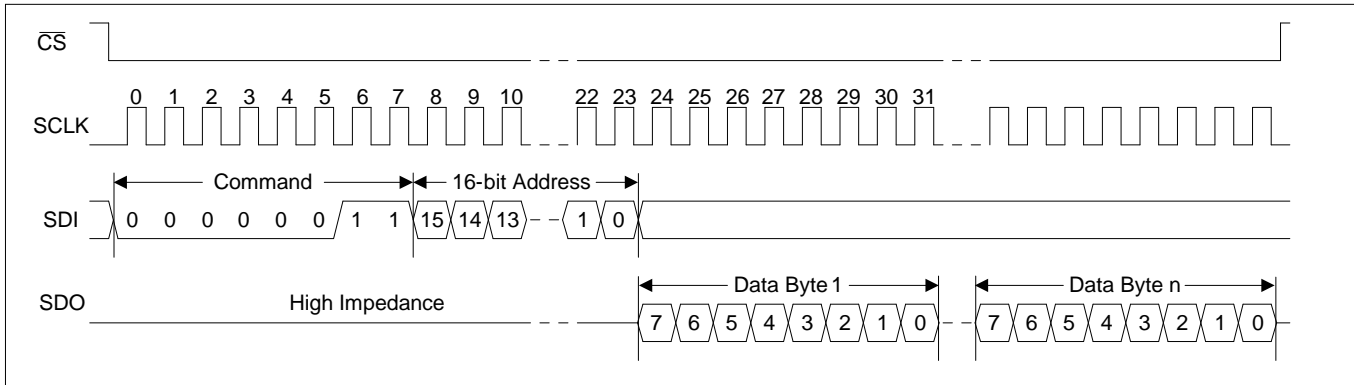 CS
0 1 2 3 4 5 6 7 8 9 10 22 23 24 25 26 27 28 29 30 31
SCLK
Command 16-bit Address
SDI 0 0 0 0 0 0 1 1 15 14 13 1 0
Data Byte 1 Data Byte n
SDO High Impedance 7 6 5 4 3 2 1 0 7 6 5 4 3 2 1 0